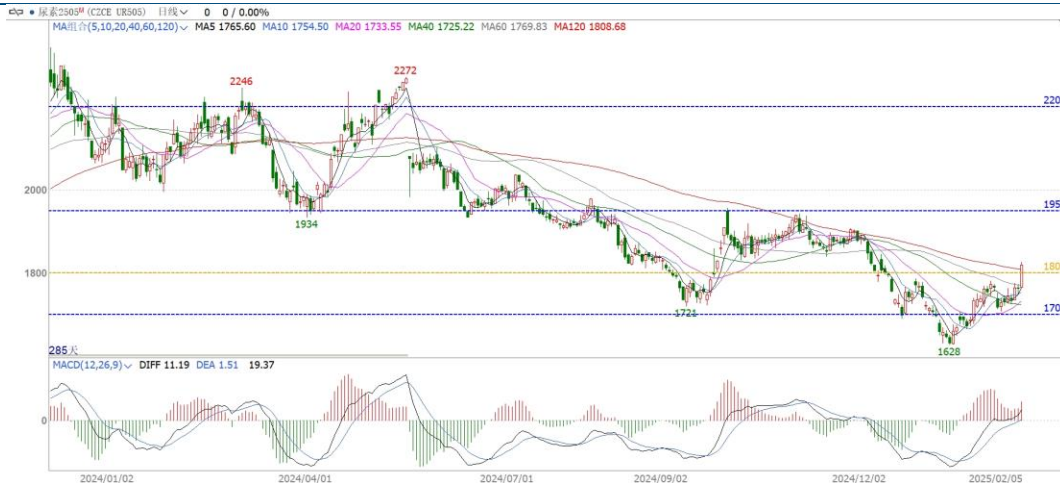 尿素2505M (CZCE UR505) 日线 0 0 / 0.00%
MA组合(5,10,20,40,60,120) MA5 1765.60 MA10 1754.50 MA20 1733.55 MA40 1725.22 MA60 1769.83 MA120 1808.68
2272
2246
220
2000
195
1934
1800
180
1721
170
285天
1628
MACD(12,26,9) DIFF 11.19 DEA 1.51 19.37
0
2024/01/02 2024/04/01 2024/07/01 2024/09/02 2024/12/02 2025/02/05